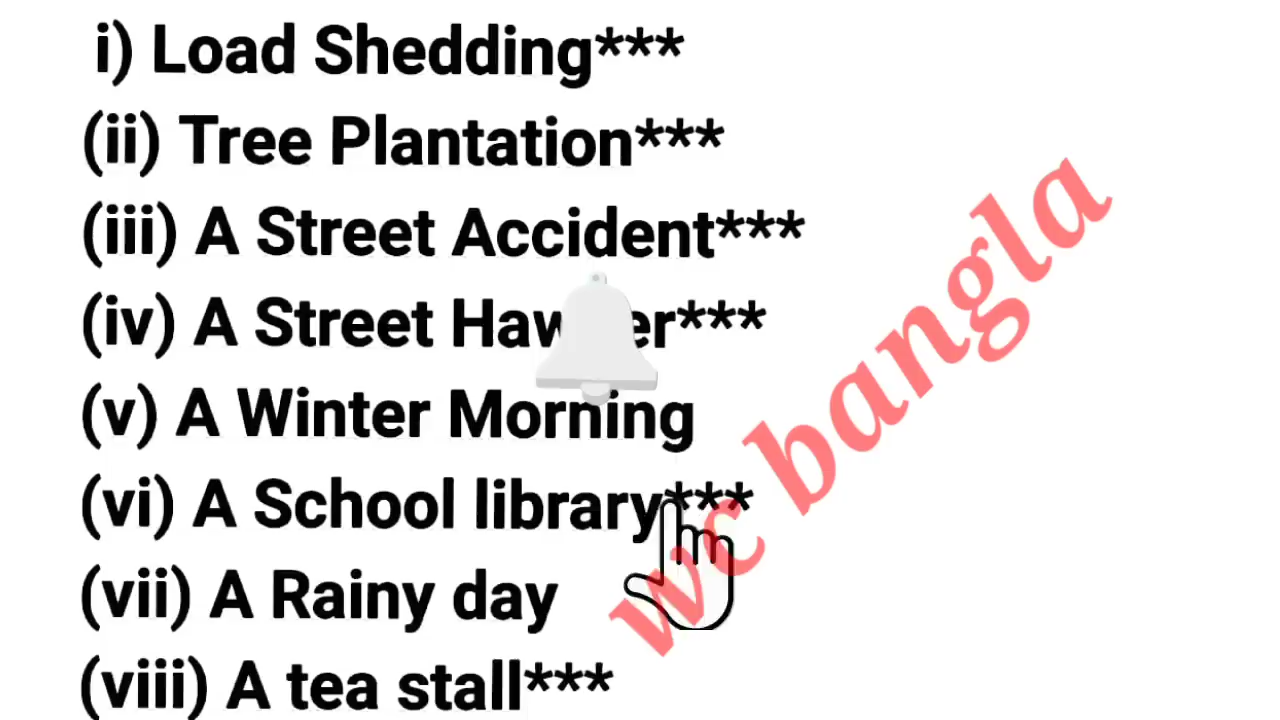 i) Load Shedding***
(ii) Tree Plantation***
(iii) A Street Accident***
(iv) A Street
(v) A Winter Morning
(vi) A School library***
(vii) A Rainy day
(viii) A tea stall***
wc bangla